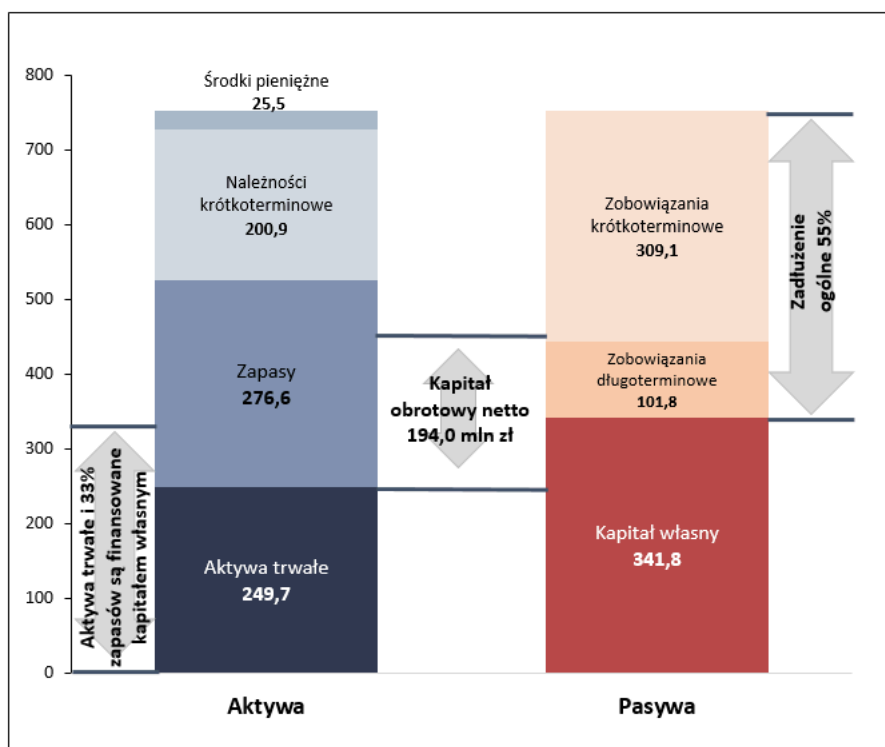 800
700
600
500
400
300
200
100
0
Środki pieniężne
25,5
Należności
krótkoterminowe
200,9
Zapasy
276,6
Aktywa trwałe
249,7
Aktywa trwałe i 33%
zapasów są finansowane
kapitałem własnym
Kapitał
obrotowy netto
194,0 mln zł
Zobowiązania
krótkoterminowe
309,1
Zobowiązania
długoterminowe
101,8
Kapitał własny
341,8
Zadłużenie
ogólne 55%
Aktywa
Pasywa